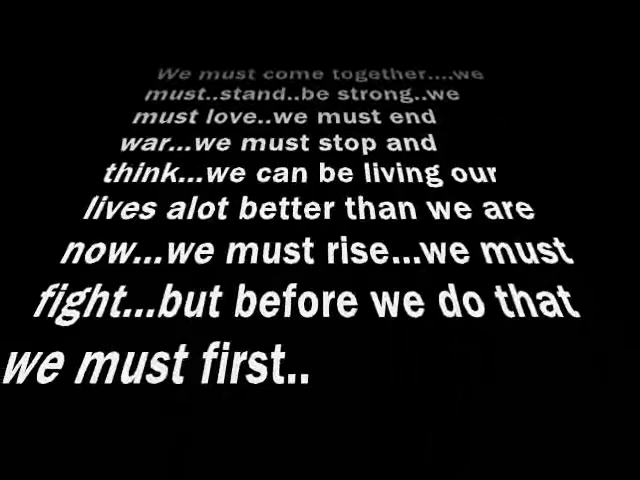 We must come together....we
must..stand..be strong..we
must love..we must end
war...we must stop and
think...we can be living our
lives alot better than we are
now...we must rise...we must
fight...but before we do that
we must first..